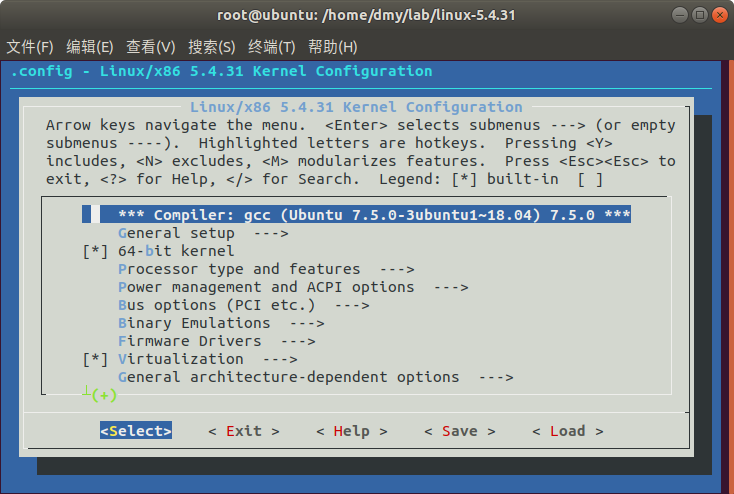 root@ubuntu: /home/dmy/lab/linux-5.4.31
文件(F) 编辑(E) 查看(V) 搜索(S) 终端(T) 帮助(H)
.config - Linux/x86 5.4.31 Kernel Configuration
Linux/x86 5.4.31 Kernel Configuration
Arrow keys navigate the menu.  <Enter> selects submenus ---> (or empty
submenus ----).  Highlighted letters are hotkeys.  Pressing <Y>
includes, <N> excludes, <M> modularizes features.  Press <Esc><Esc> to
exit, <?> for Help, </> for Search.  Legend: [*] built-in  [ ]
*** Compiler: gcc (Ubuntu 7.5.0-3ubuntu1~18.04) 7.5.0 ***
General setup  --->
[*] 64-bit kernel
Processor type and features  --->
Power management and ACPI options  --->
Bus options (PCI etc.)  --->
Binary Emulations  --->
Firmware Drivers  --->
[*] Virtualization  --->
General architecture-dependent options  --->
┴(+)
<Select>    < Exit >    < Help >    < Save >    < Load >